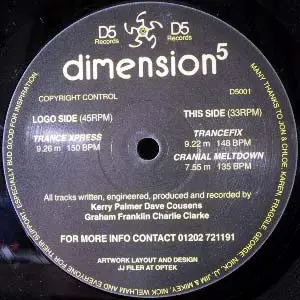 D5 D5
Records Records
dimension5
COPYRIGHT CONTROL
D5001
LOGO SIDE (45RPM)
THIS SIDE (33RPM)
TRANCE XPRESS
9.26 m 150 BPM
TRANCEFIX
9.22 m 148 BPM
CRANIAL MELTDOWN
7.55 m 135 BPM
All tracks written, engineered, produced and recorded by
Kerry Palmer Dave Cousens
Graham Franklin Charlie Clarke
FOR MORE INFO CONTACT 01202 721191
ARTWORK LAYOUT AND DESIGN
JJ FILER AT OPTEK
MANY THANKS TO JON & CHLOE, KAREN, FRAGGLE, GEORGE, NICK, JJ, JIM & MIKEY, NICK WELHAM AND EVERYONE FOR THEIR SUPPORT, ESPECIALLY BUD GOOD FOR INSPIRATION.